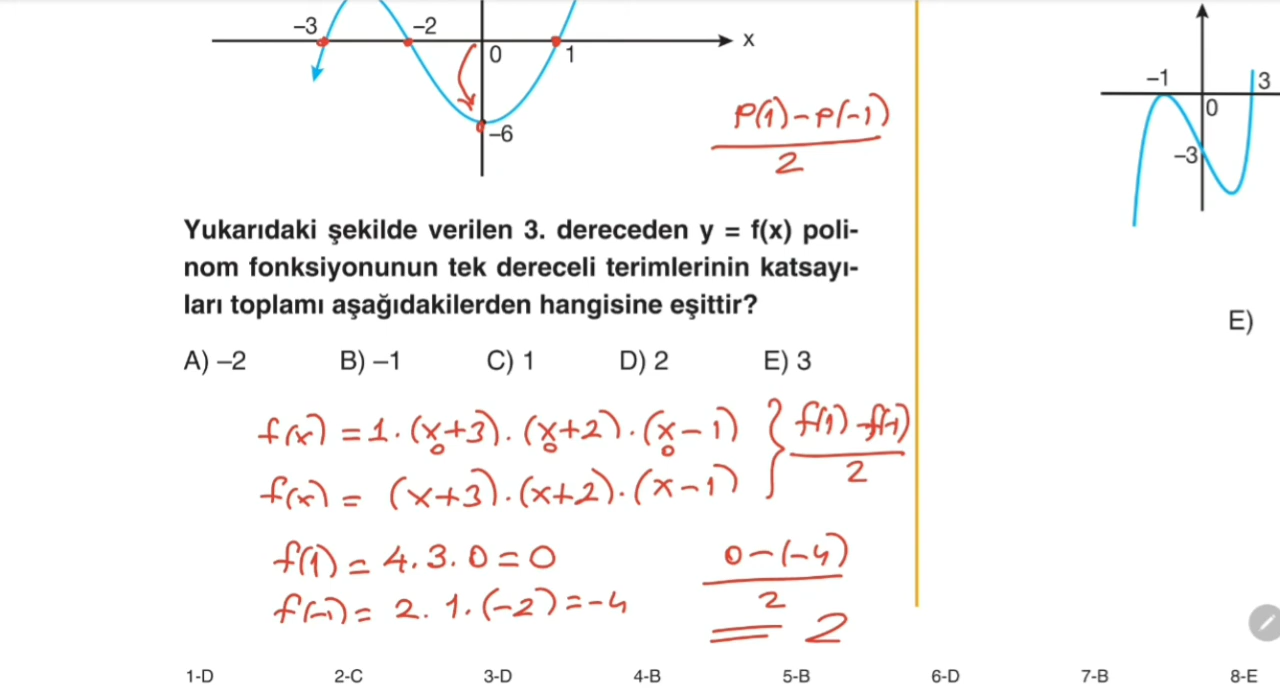 –3
–2
x
0
1
–6
P(1)-P(-1)
2
–1
3
0
–3
Yukarıdaki şekilde verilen 3. dereceden y = f(x) poli-
nom fonksiyonunun tek dereceli terimlerinin katsayı-
ları toplamı aşağıdakilerden hangisine eşittir?
A) –2 B) –1 C) 1 D) 2 E) 3
E)
f(x) = 1.(x+3).(x+2).(x-1) } f(1)-f(-1)
2
f(x) = (x+3).(x+2).(x-1)
f(1) = 4.3.0=0
f(-1)= 2.1.(-2)=-4
0-(-4)
2
= 2
1-D 2-C 3-D 4-B 5-B 6-D 7-B 8-E